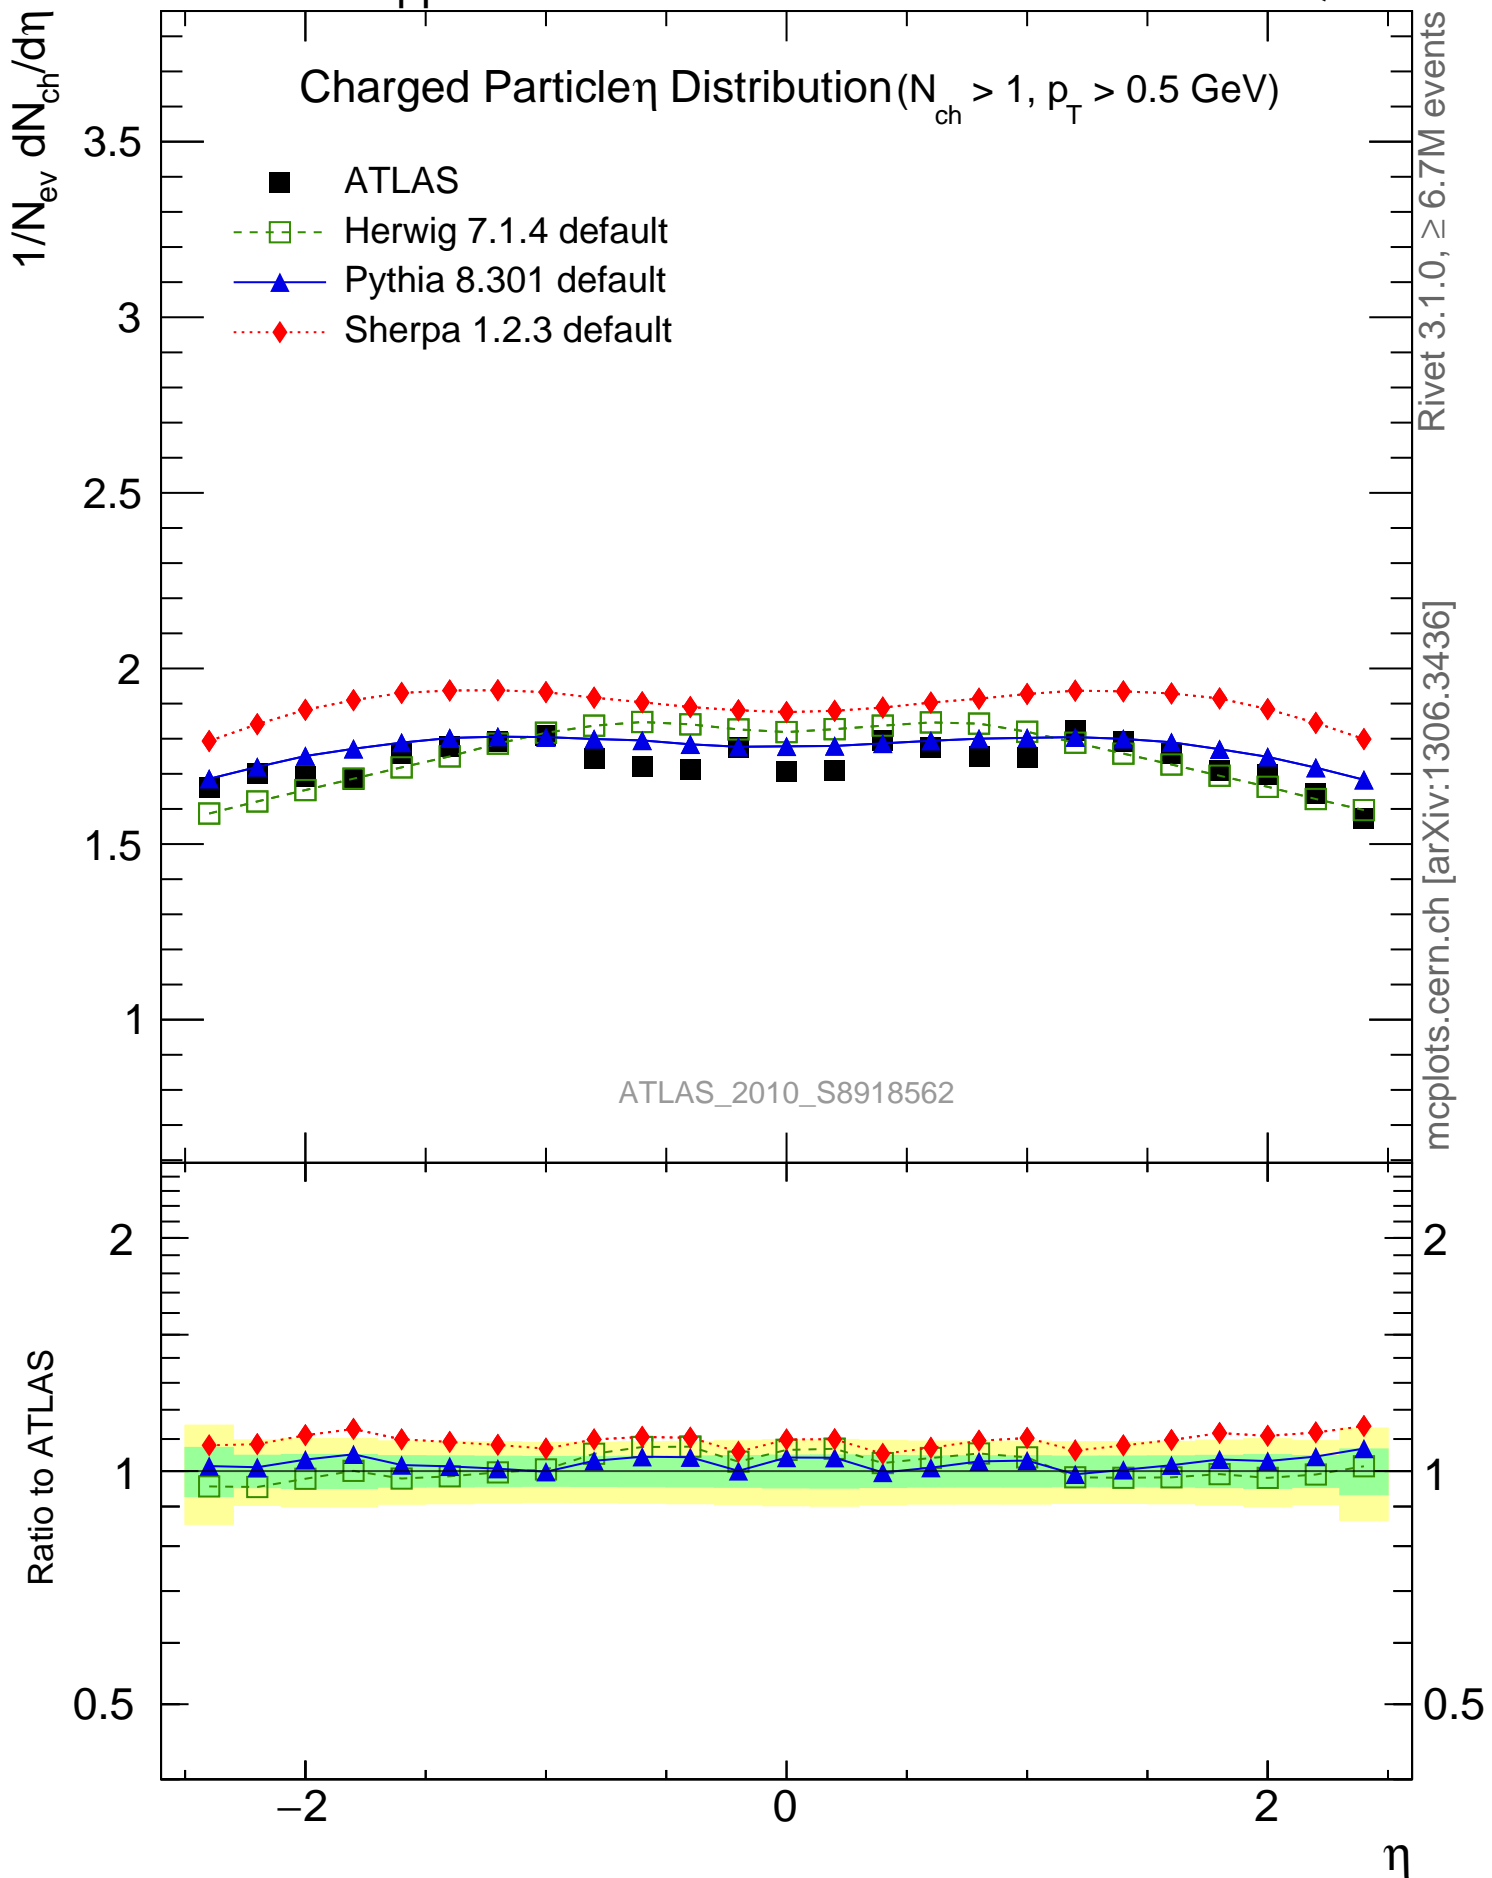 pp
1/N_ev dN_ch/dη
Charged Particleη Distribution(N_ch > 1, p_T > 0.5 GeV)
ATLAS
Herwig 7.1.4 default
Pythia 8.301 default
Sherpa 1.2.3 default
3.5
3
2.5
2
1.5
1
ATLAS_2010_S8918562
Rivet 3.1.0, ≥ 6.7M events
mcplots.cern.ch [arXiv:1306.3436]
Ratio to ATLAS
2
2
1
1
0.5
0.5
−2
0
2
η